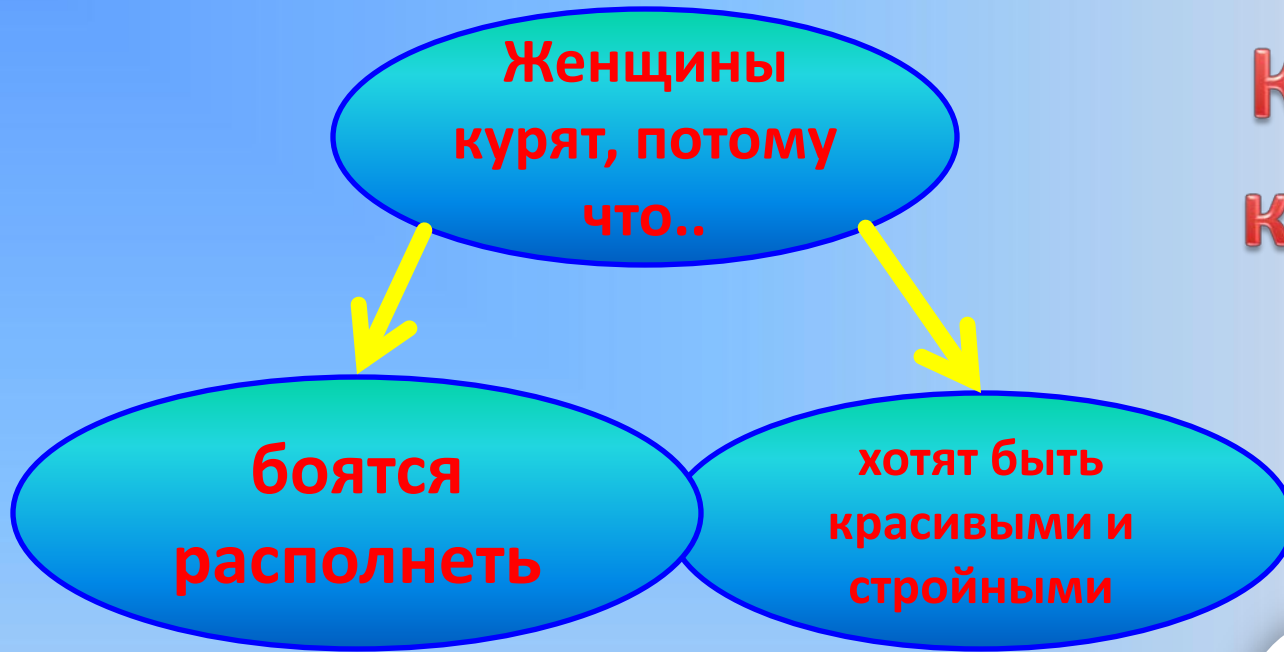 Женщины
курят, потому
что..
боятся
располнеть
хотят быть
красивыми и
стройными